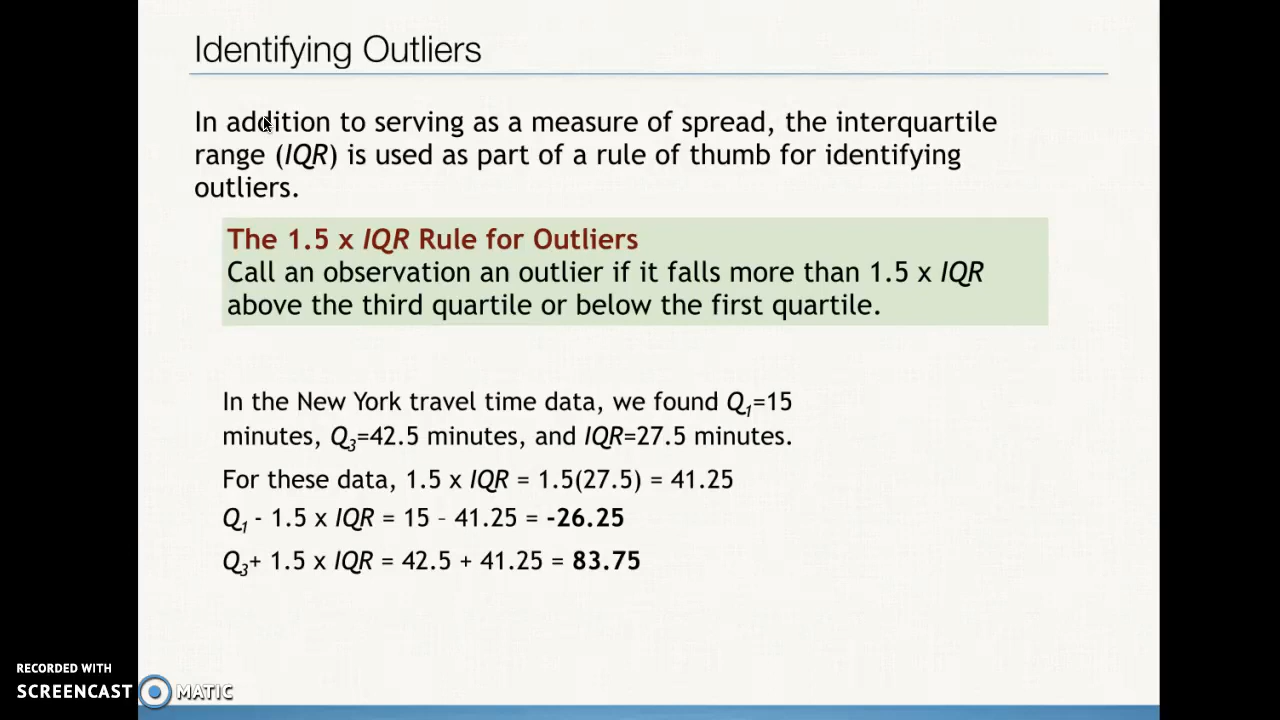 Identifying Outliers
In addition to serving as a measure of spread, the interquartile
range (IQR) is used as part of a rule of thumb for identifying
outliers.
The 1.5 x IQR Rule for Outliers
Call an observation an outlier if it falls more than 1.5 x IQR
above the third quartile or below the first quartile.
In the New York travel time data, we found Q1=15
minutes, Q3=42.5 minutes, and IQR=27.5 minutes.
For these data, 1.5 x IQR = 1.5(27.5) = 41.25
Q1 - 1.5 x IQR = 15 – 41.25 = -26.25
Q3+ 1.5 x IQR = 42.5 + 41.25 = 83.75
RECORDED WITH
SCREENCAST MATIC